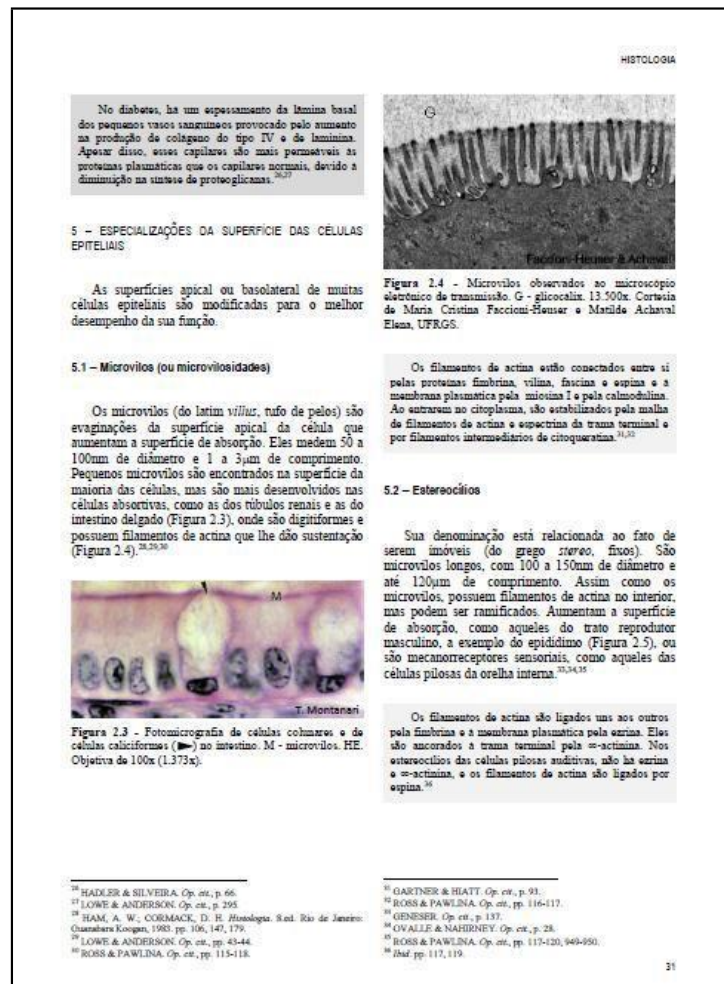 HISTOLOGIA
No diabetes, há um espessamento da lâmina basal
dos pequenos vasos sanguíneos provocado pelo aumento
na produção de colágeno do tipo IV e de laminina.
Apesar disso, esses capilares são mais permeáveis às
proteínas plasmáticas que os capilares normais, devido à
diminuição na síntese de proteoglicanas.26,27
5 – ESPECIALIZAÇÕES DA SUPERFÍCIE DAS CÉLULAS
EPITELIAIS
As superfícies apical ou basolateral de muitas
células epiteliais são modificadas para o melhor
desempenho da sua função.
5.1 – Microvilos (ou microvilosidades)
Os microvilos (do latim villus, tufo de pelos) são
evaginações da superfície apical da célula que
aumentam a superfície de absorção. Eles medem 50 a
100nm de diâmetro e 1 a 3µm de comprimento.
Pequenos microvilos são encontrados na superfície da
maioria das células, mas são mais desenvolvidos nas
células absortivas, como as dos túbulos renais e as do
intestino delgado (Figura 2.3), onde são digitiformes e
possuem filamentos de actina que lhe dão sustentação
(Figura 2.4).28,29,30
M
T. Montanari
Figura 2.3 - Fotomicrografia de células colunares e de
células caliciformes (►) no intestino. M - microvilos. HE.
Objetiva de 100x (1.373x).
G
Faccioni-Heuser & Achaval
Figura 2.4 - Microvilos observados ao microscópio
eletrônico de transmissão. G - glicocálix. 13.500x. Cortesia
de Maria Cristina Faccioni-Heuser e Matilde Achaval
Elena, UFRGS.
Os filamentos de actina estão conectados entre si
pelas proteínas fimbrina, vilina, fascina e espina e à
membrana plasmática pela miosina I e pela calmodulina.
Ao entrarem no citoplasma, são estabilizados pela malha
de filamentos de actina e espectrina da trama terminal e
por filamentos intermediários de citoqueratina.31,32
5.2 – Estereocílios
Sua denominação está relacionada ao fato de
serem imóveis (do grego stereo, fixos). São
microvilos longos, com 100 a 150nm de diâmetro e
até 120µm de comprimento. Assim como os
microvilos, possuem filamentos de actina no interior,
mas podem ser ramificados. Aumentam a superfície
de absorção, como aqueles do trato reprodutor
masculino, a exemplo do epidídimo (Figura 2.5), ou
são mecanorreceptores sensoriais, como aqueles das
células pilosas da orelha interna.33,34,35
Os filamentos de actina são ligados uns aos outros
pela fimbrina e à membrana plasmática pela ezrina. Eles
são ancorados à trama terminal pela ∞-actinina. Nos
estereocílios das células pilosas auditivas, não há ezrina
e ∞-actinina, e os filamentos de actina são ligados por
espina.36
26 HADLER & SILVEIRA. Op. cit., p. 66.
27 LOWE & ANDERSON. Op. cit., p. 295.
28 HAM, A. W.; CORMACK, D. H. Histologia. 8.ed. Rio de Janeiro:
Guanabara Koogan, 1983. pp. 106, 147, 179.
29 LOWE & ANDERSON. Op. cit., pp. 43-44.
30 ROSS & PAWLINA. Op. cit., pp. 115-118.
31 GARTNER & HIATT. Op. cit., p. 93.
32 ROSS & PAWLINA. Op. cit., pp. 116-117.
33 GENESER. Op. cit., p. 137.
34 OVALLE & NAHIRNEY. Op. cit., p. 28.
35 ROSS & PAWLINA. Op. cit., pp. 117-120, 949-950.
36 Ibid. pp. 117, 119.
31